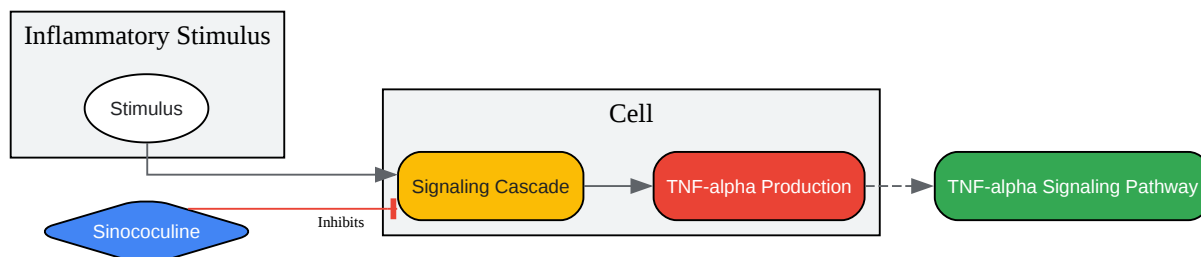 Inflammatory Stimulus
Stimulus
Cell
Signaling Cascade
TNF-alpha Production
TNF-alpha Signaling Pathway
Sinococuline
Inhibits